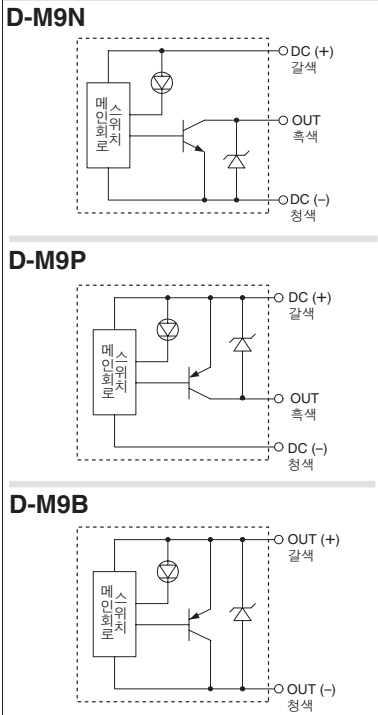 D-M9N
DC (+)
갈색
스위치
메인회로
OUT
흑색
DC (–)
청색
D-M9P
DC (+)
갈색
스위치
메인회로
OUT
흑색
DC (–)
청색
D-M9B
OUT (+)
갈색
스위치
메인회로
OUT (–)
청색